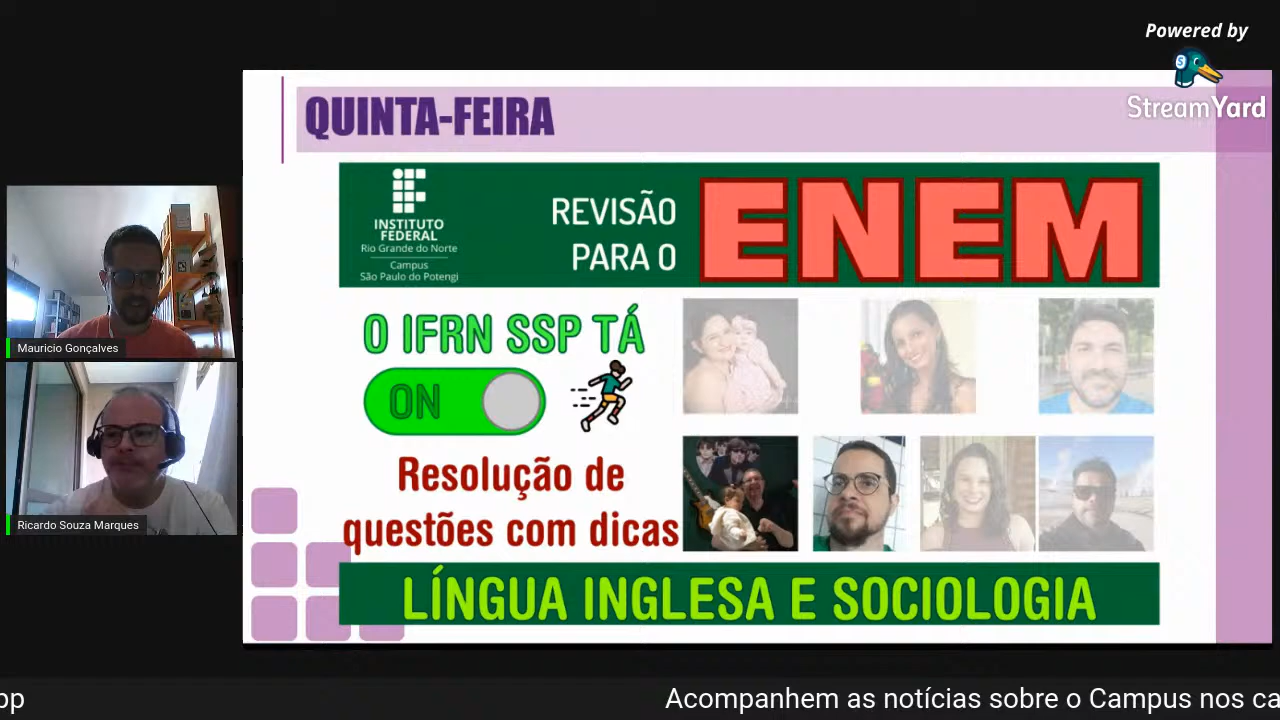 Powered by
StreamYard
QUINTA-FEIRA
INSTITUTO
FEDERAL
Rio Grande do Norte
Campus
São Paulo do Potengi
REVISÃO
PARA O
ENEM
O IFRN SSP TÁ
ON
Resolução de
questões com dicas
LÍNGUA INGLESA E SOCIOLOGIA
Mauricio Gonçalves
Ricardo Souza Marques
pp
Acompanhem as notícias sobre o Campus nos ca